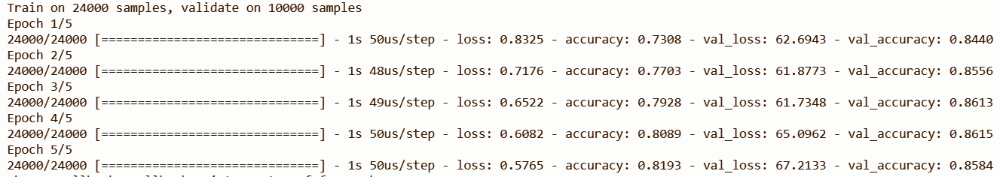 Train on 24000 samples, validate on 10000 samples
Epoch 1/5
24000/24000 [==============================] - 1s 50us/step - loss: 0.8325 - accuracy: 0.7308 - val_loss: 62.6943 - val_accuracy: 0.8440
Epoch 2/5
24000/24000 [==============================] - 1s 48us/step - loss: 0.7176 - accuracy: 0.7703 - val_loss: 61.8773 - val_accuracy: 0.8556
Epoch 3/5
24000/24000 [==============================] - 1s 49us/step - loss: 0.6522 - accuracy: 0.7928 - val_loss: 61.7348 - val_accuracy: 0.8613
Epoch 4/5
24000/24000 [==============================] - 1s 50us/step - loss: 0.6082 - accuracy: 0.8089 - val_loss: 65.0962 - val_accuracy: 0.8615
Epoch 5/5
24000/24000 [==============================] - 1s 50us/step - loss: 0.5765 - accuracy: 0.8193 - val_loss: 67.2133 - val_accuracy: 0.8584